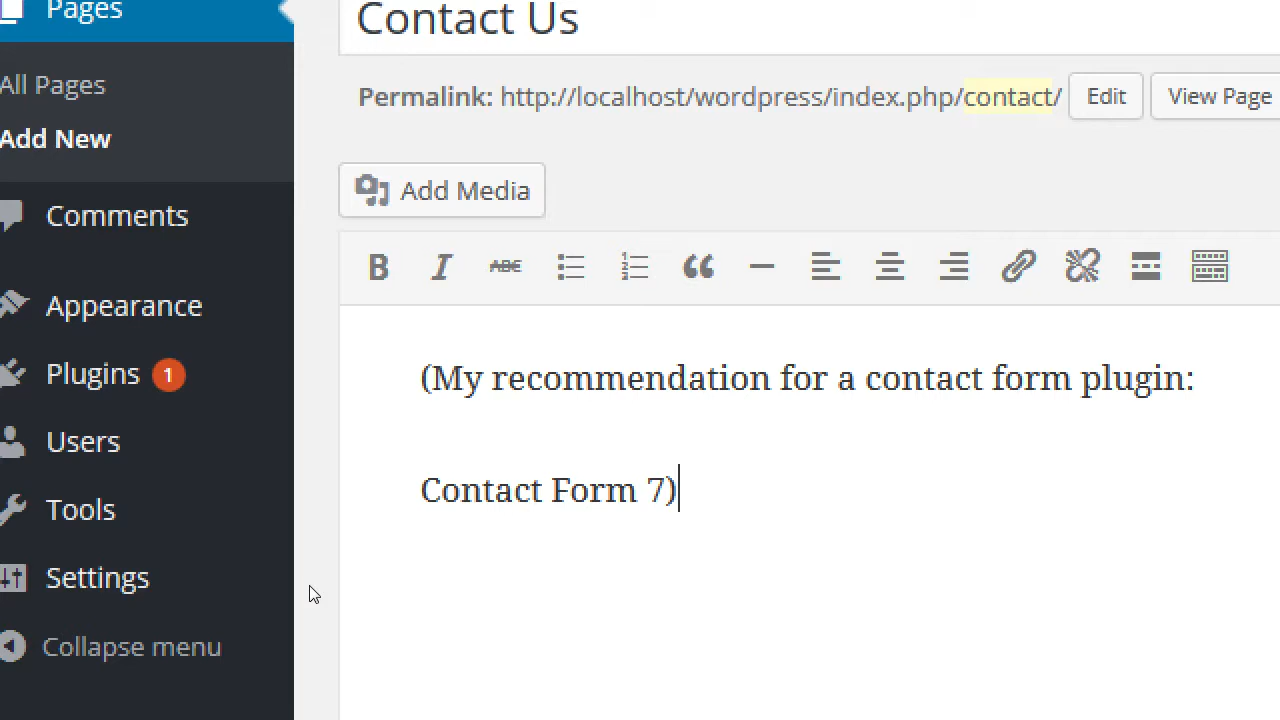 Pages
All Pages
Add New
Comments
Appearance
Plugins 1
Users
Tools
Settings
Collapse menu
Contact Us
Permalink: http://localhost/wordpress/index.php/contact/ Edit View Page
Add Media
B I ABC
(My recommendation for a contact form plugin:
Contact Form 7)